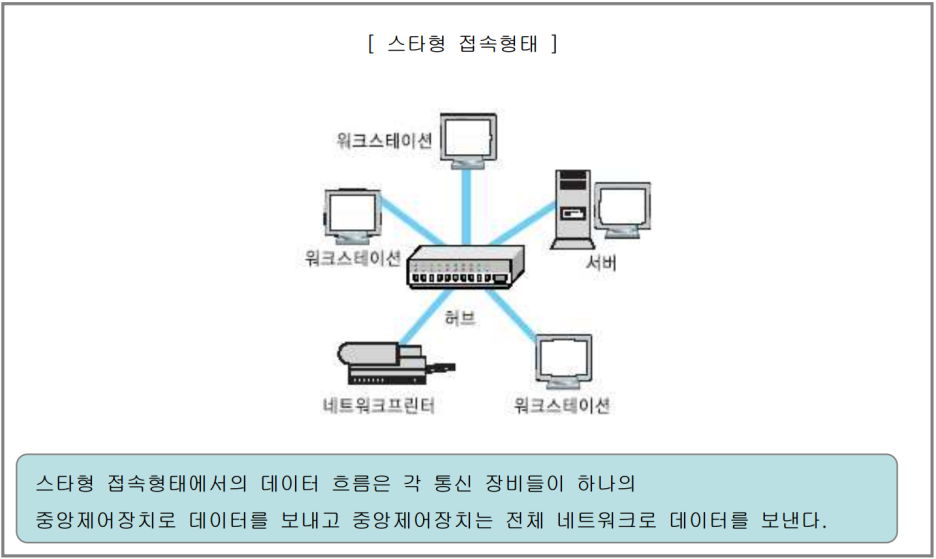 [ 스타형 접속형태 ]
워크스테이션
워크스테이션
서버
허브
네트워크프린터
워크스테이션
스타형 접속형태에서의 데이터 흐름은 각 통신 장비들이 하나의
중앙제어장치로 데이터를 보내고 중앙제어장치는 전체 네트워크로 데이터를 보낸다.